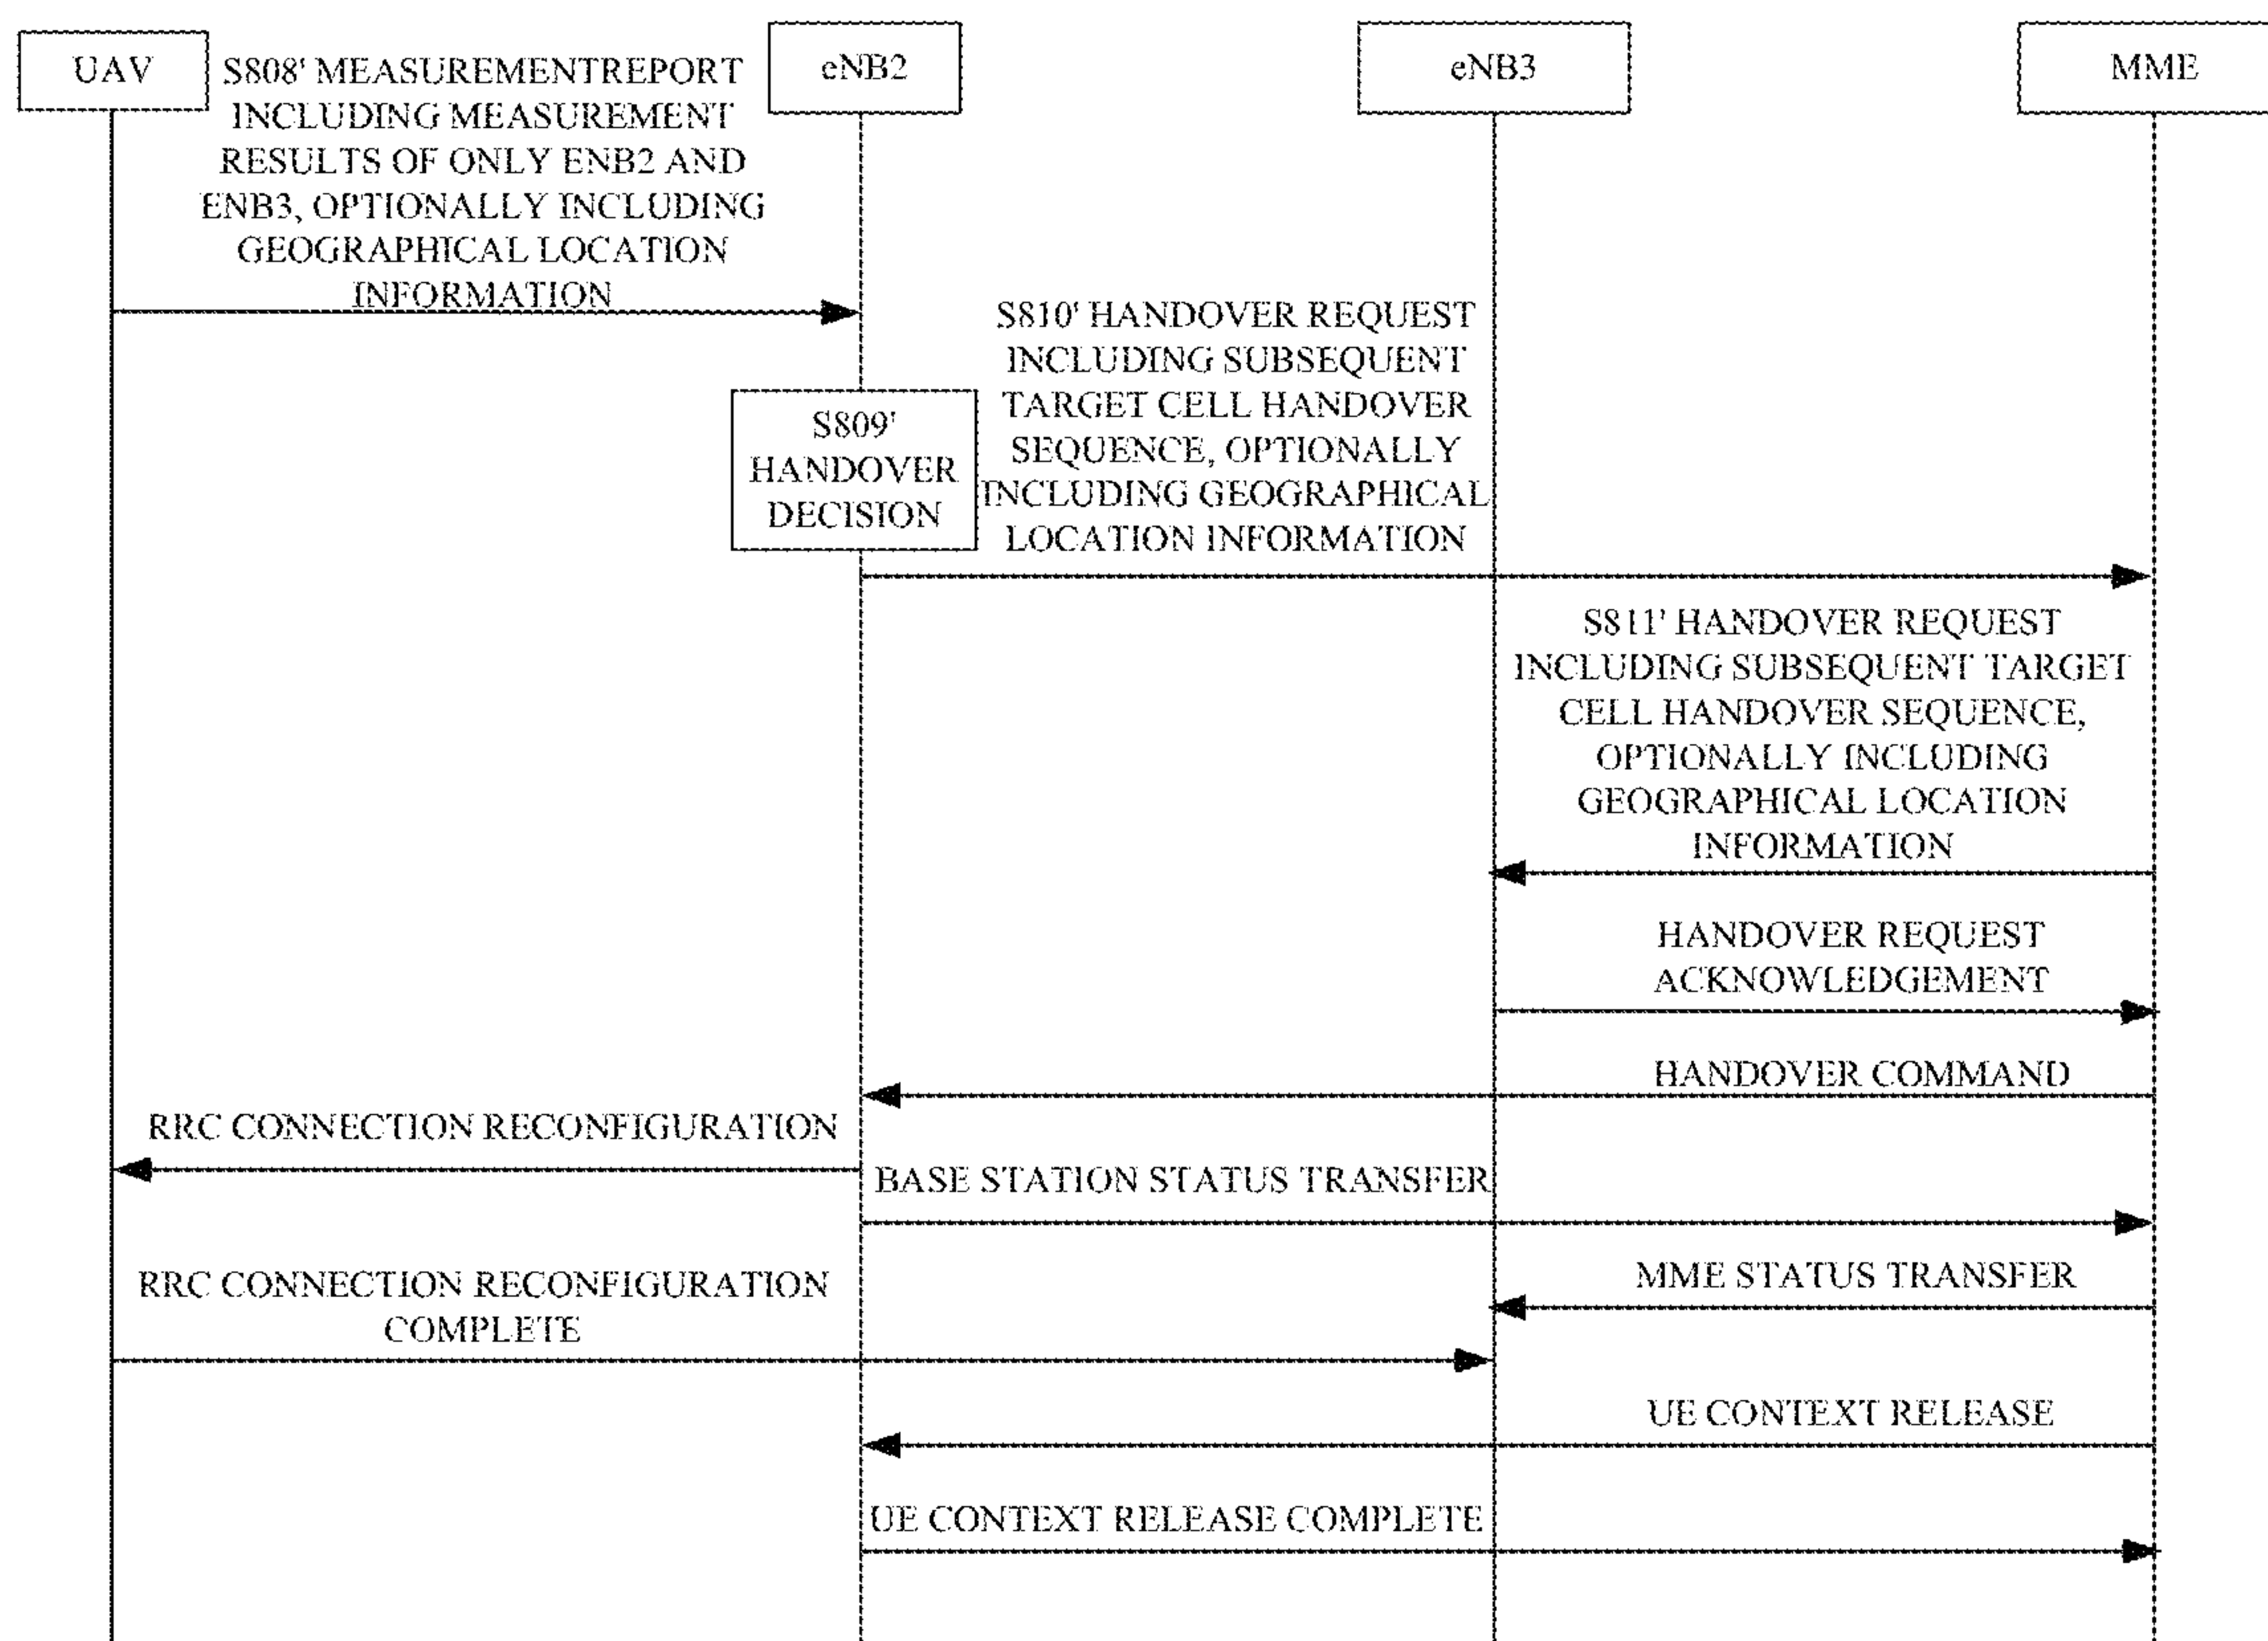 UAV
eNB2
eNB3
MME
S808' MEASUREMENTREPORT
INCLUDING MEASUREMENT
RESULTS OF ONLY ENB2 AND
ENB3, OPTIONALLY INCLUDING
GEOGRAPHICAL LOCATION
INFORMATION
S809'
HANDOVER
DECISION
S810' HANDOVER REQUEST
INCLUDING SUBSEQUENT
TARGET CELL HANDOVER
SEQUENCE, OPTIONALLY
INCLUDING GEOGRAPHICAL
LOCATION INFORMATION
S811' HANDOVER REQUEST
INCLUDING SUBSEQUENT TARGET
CELL HANDOVER SEQUENCE,
OPTIONALLY INCLUDING
GEOGRAPHICAL LOCATION
INFORMATION
HANDOVER REQUEST
ACKNOWLEDGEMENT
HANDOVER COMMAND
RRC CONNECTION RECONFIGURATION
BASE STATION STATUS TRANSFER
MME STATUS TRANSFER
RRC CONNECTION RECONFIGURATION
COMPLETE
UE CONTEXT RELEASE
UE CONTEXT RELEASE COMPLETE